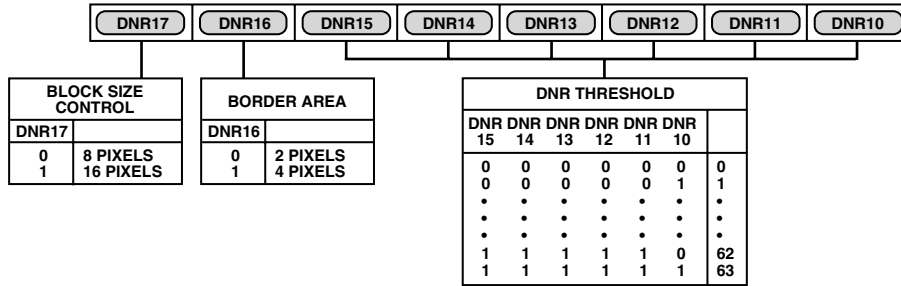 DNR17 DNR16 DNR15 DNR14 DNR13 DNR12 DNR11 DNR10
BLOCK SIZE
CONTROL
DNR17
0 8 PIXELS
1 16 PIXELS
BORDER AREA
DNR16
0 2 PIXELS
1 4 PIXELS
DNR THRESHOLD
DNR DNR DNR DNR DNR DNR
15 14 13 12 11 10
0 0 0 0 0 0 0
0 0 0 0 0 1 1
• • • • • • •
• • • • • • •
• • • • • • •
1 1 1 1 1 0 62
1 1 1 1 1 1 63